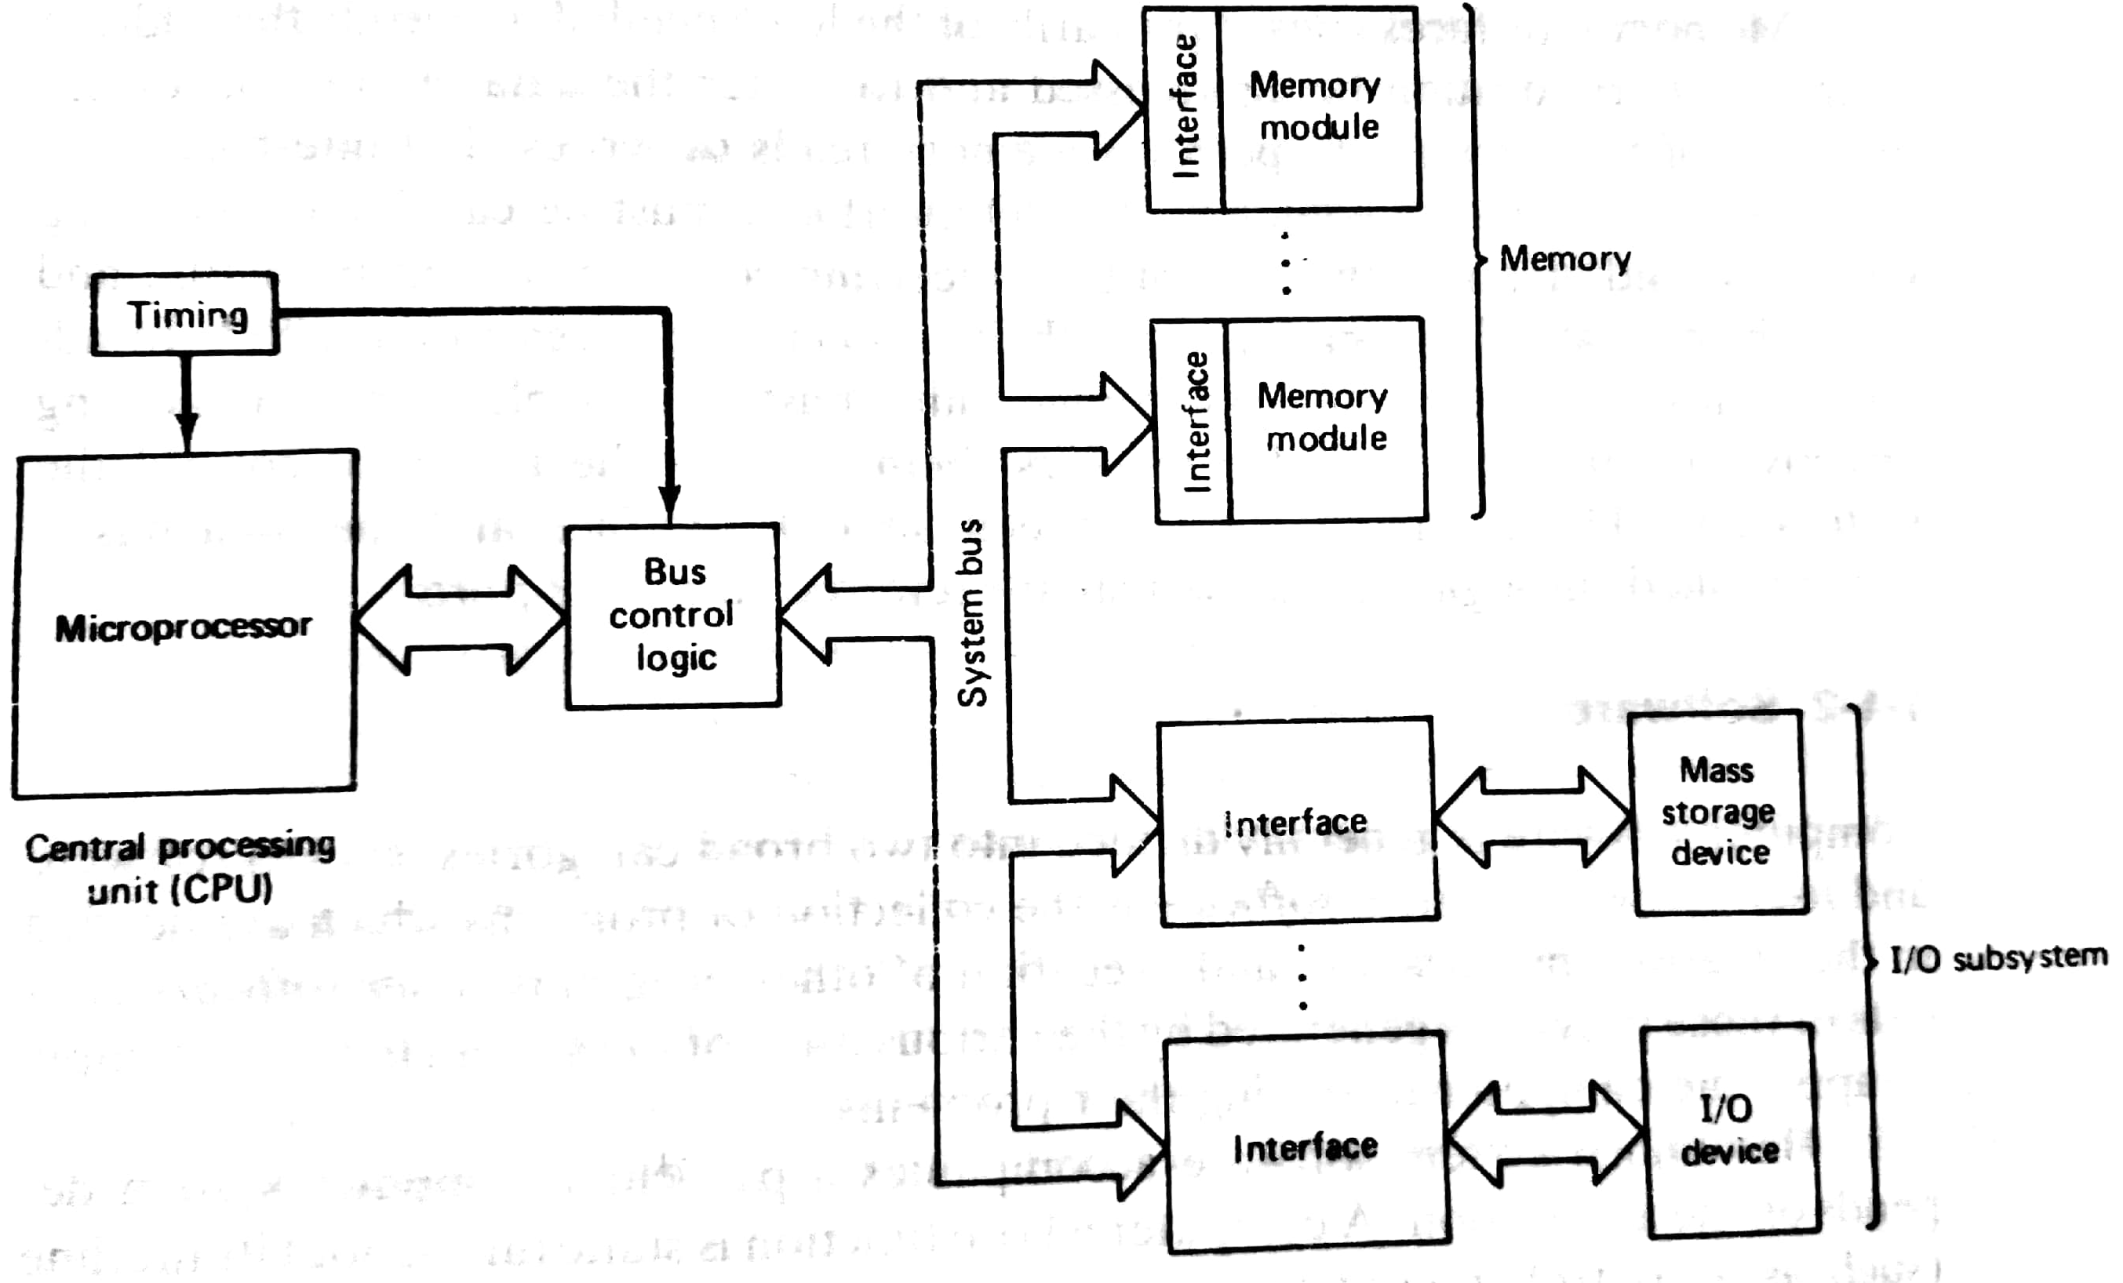 Interface
Memory
module
Memory
Timing
Interface
Memory
module
System bus
Microprocessor
Bus
control
logic
Central processing
unit (CPU)
Interface
Mass
storage
device
I/O subsystem
Interface
I/O
device